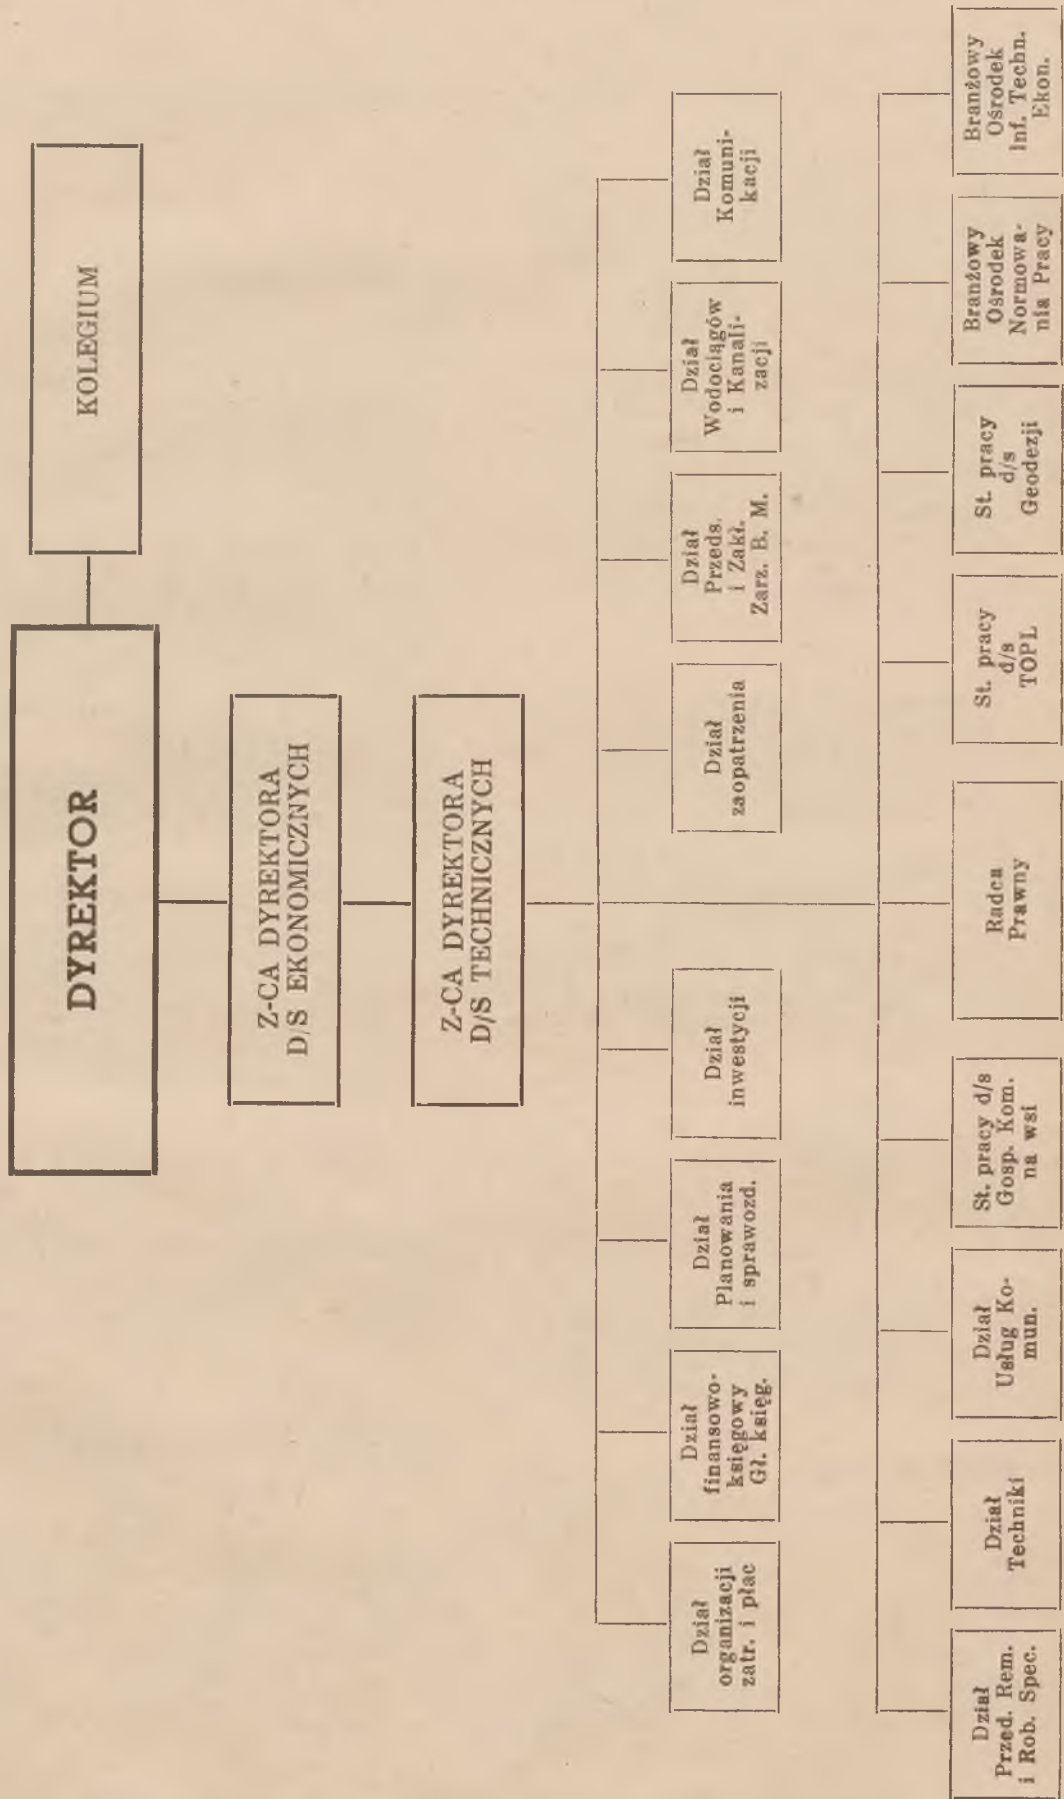 DYREKTOR
KOLEGIUM
Z-CA DYREKTORA
D/S EKONOMICZNYCH
Z-CA DYREKTORA
D/S TECHNICZNYCH
Dział
organizacji
zatr. i płac
Dział
finansowo-
księgowy
Gł. księg.
Dział
Planowania
i sprawozd.
Dział
inwestycji
Dział
zaopatrzenia
Dział
Przeds.
i Zakł.
Zarz. B. M.
Dział
Wodociągów
i Kanali-
zacji
Dział
Komuni-
kacji
Dział
Przed. Rem.
i Rob. Spec.
Dział
Techniki
Dział
Usług Ko-
mun.
St. pracy d/s
Gosp. Kom.
na wsi
Radca
Prawny
St. pracy
d/s
TOPL
St. pracy
d/s
Geodezji
Branżowy
Ośrodek
Normowa-
nia Pracy
Branżowy
Ośrodek
Inf. Techn.
Ekon.